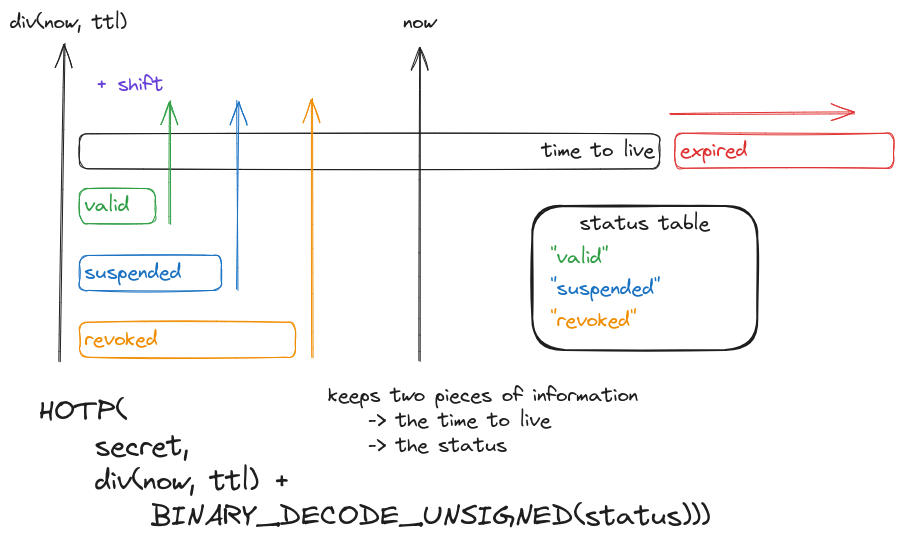 div(now, ttl)
now
+ shift
time to live
expired
valid
suspended
revoked
status table
"valid"
"suspended"
"revoked"
keeps two pieces of information
-> the time to live
-> the status
HOTP(
secret,
div(now, ttl) +
BINARY_DECODE_UNSIGNED(status)))